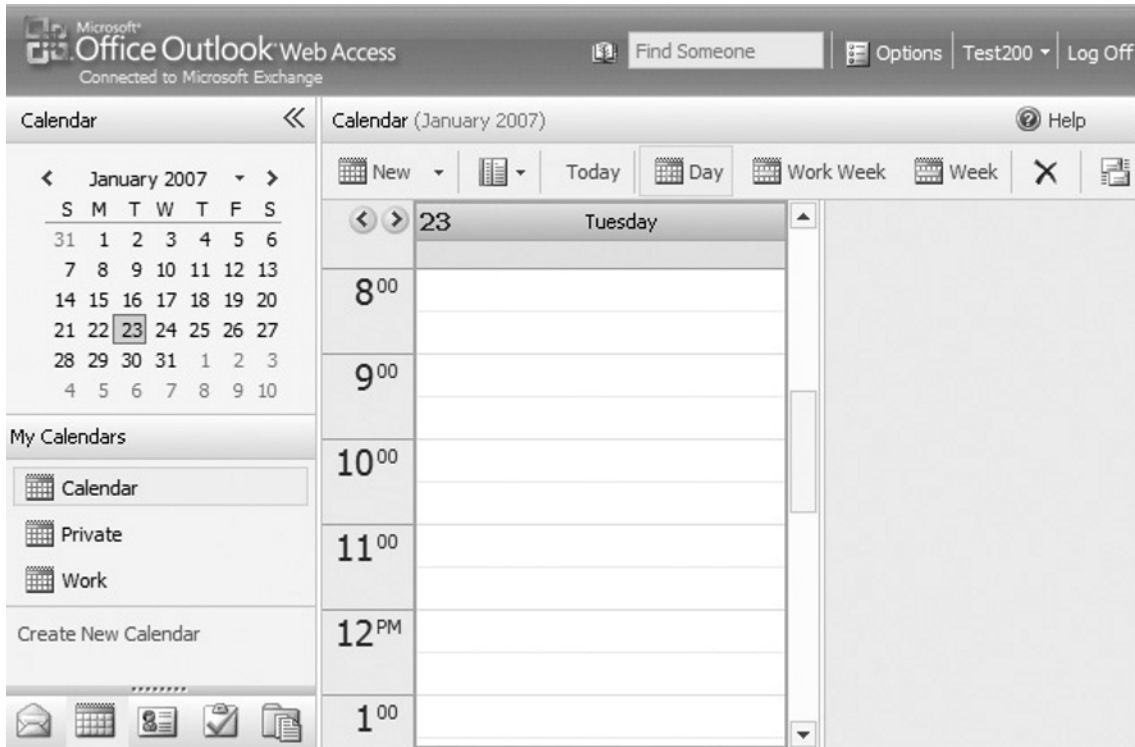 Microsoft®
Office Outlook Web Access
Connected to Microsoft Exchange
Find Someone
Options
Test200
Log Off
Calendar
January 2007
S M T W T F S
31 1 2 3 4 5 6
7 8 9 10 11 12 13
14 15 16 17 18 19 20
21 22 23 24 25 26 27
28 29 30 31 1 2 3
4 5 6 7 8 9 10
My Calendars
Calendar
Private
Work
Create New Calendar
Calendar (January 2007)
Help
New
Today
Day
Work Week
Week
23 Tuesday
8 00
9 00
10 00
11 00
12 PM
1 00